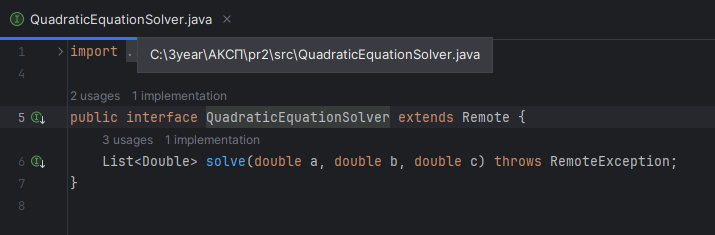 QuadraticEquationSolver.java
1 import .
C:\3year\АКСП\pr2\src\QuadraticEquationSolver.java
4
2 usages 1 implementation
5 public interface QuadraticEquationSolver extends Remote {
3 usages 1 implementation
6 List<Double> solve(double a, double b, double c) throws RemoteException;
7 }
8